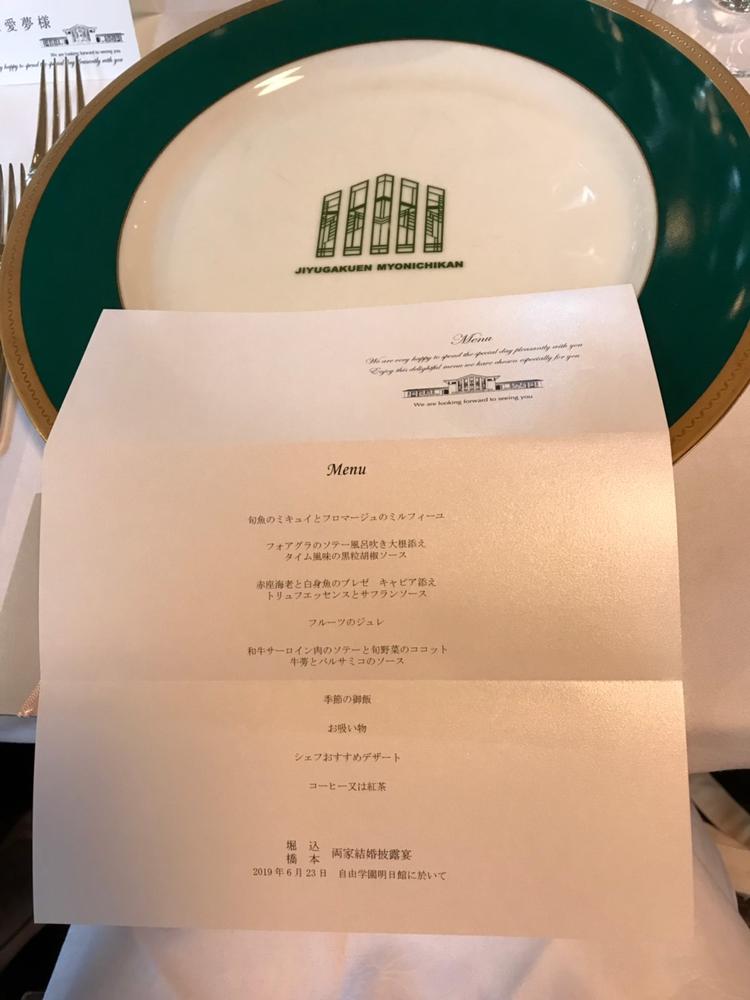 愛夢様
We are looking forward to seeing you
JIYUGAKUEN MYONICHIKAN
Menu
We are very happy to spend the special day pleasantly with you
Enjoy this delightful menu we have chosen especially for you
We are looking forward to seeing you
Menu
旬魚のミキュイとフロマージュのミルフィーユ
フォアグラのソテー風呂吹き大根添え
タイム風味の黒粒胡椒ソース
赤座海老と白身魚のブレゼ　キャビア添え
トリュフエッセンスとサフランソース
フルーツのジュレ
和牛サーロイン肉のソテーと旬野菜のココット
牛蒡とバルサミコのソース
季節の御飯
お吸い物
シェフおすすめデザート
コーヒー又は紅茶
堀　込
橋　本　両家結婚披露宴
2019年6月23日　自由学園明日館に於いて